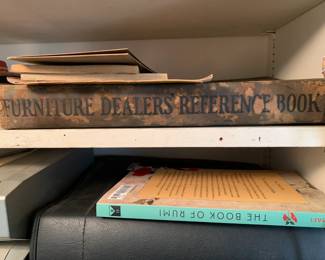 FURNITURE DEALERS' REFERENCE BOOK
THE BOOK OF RUMI